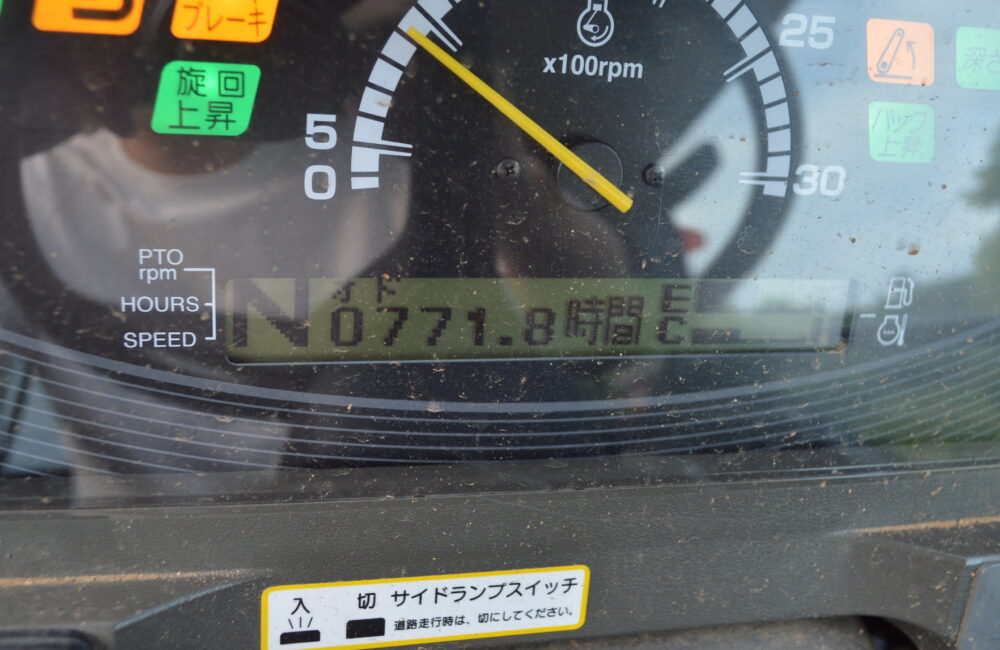 ブレーキ
旋回
上昇
x100rpm
0
5
25
30
バック
上昇
PTO
rpm
HOURS
SPEED
N
0771.8時間
E
C
入
切
サイドランプスイッチ
道路走行時は、切にしてください。